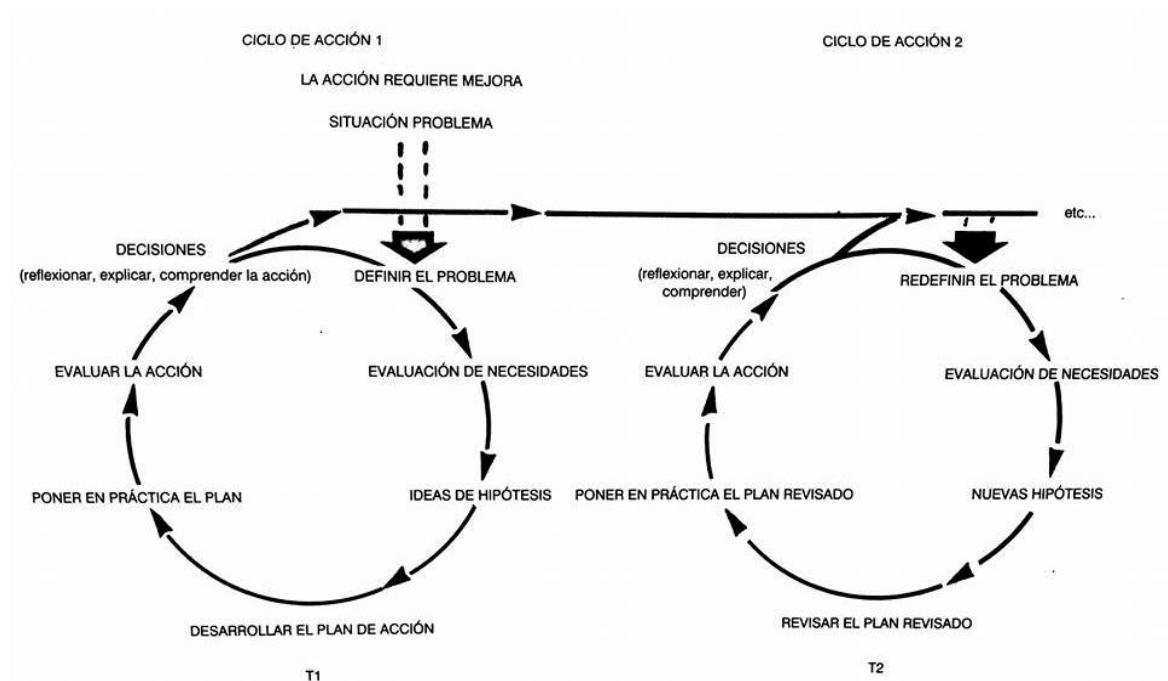 CICLO DE ACCIÓN 1
LA ACCIÓN REQUIERE MEJORA
SITUACIÓN PROBLEMA
DECISIONES
(reflexionar, explicar, comprender la acción)
DEFINIR EL PROBLEMA
EVALUACIÓN DE NECESIDADES
IDEAS DE HIPÓTESIS
DESARROLLAR EL PLAN DE ACCIÓN
PONER EN PRÁCTICA EL PLAN
EVALUAR LA ACCIÓN
T1
CICLO DE ACCIÓN 2
etc...
DECISIONES
(reflexionar, explicar,
comprender)
REDEFINIR EL PROBLEMA
EVALUACIÓN DE NECESIDADES
NUEVAS HIPÓTESIS
REVISAR EL PLAN REVISADO
PONER EN PRÁCTICA EL PLAN REVISADO
EVALUAR LA ACCIÓN
T2